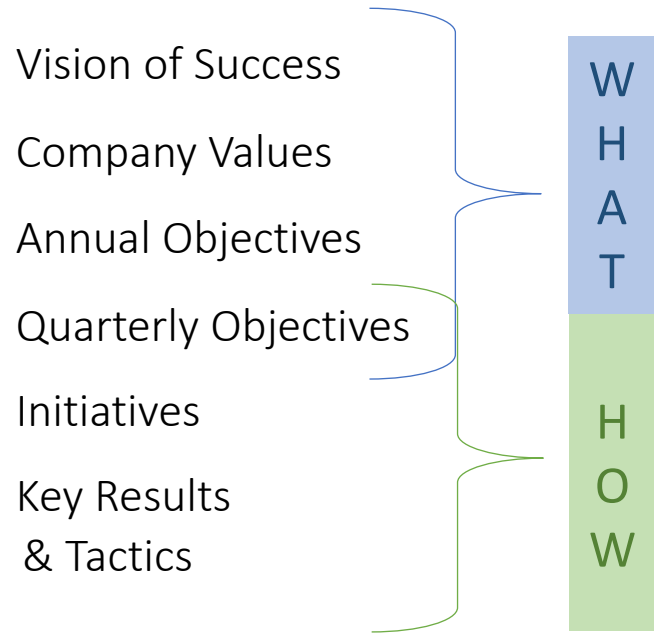 Vision of Success
Company Values
Annual Objectives
Quarterly Objectives
Initiatives
Key Results
& Tactics
W
H
A
T
H
O
W